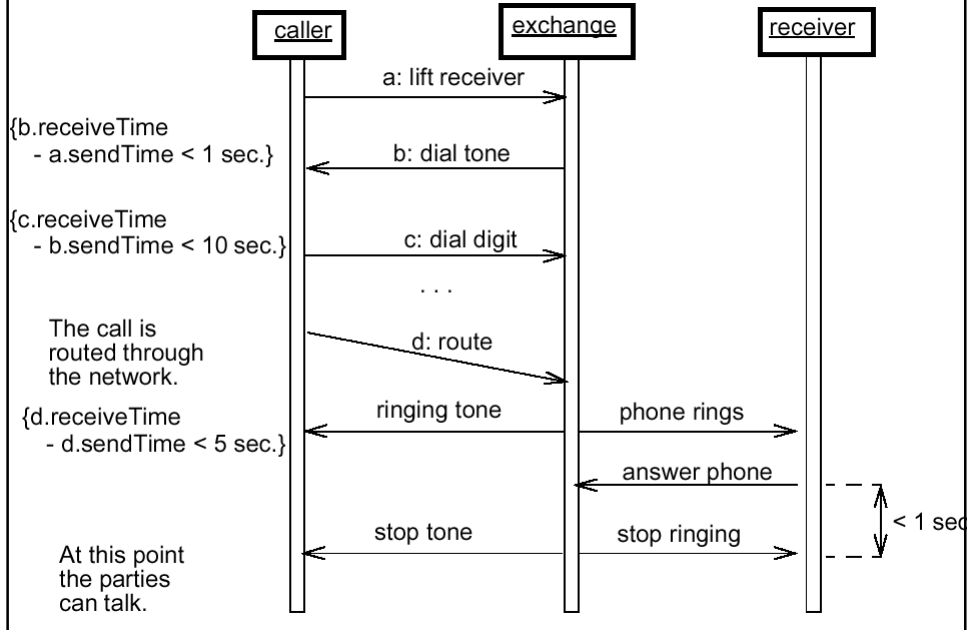 caller
exchange
receiver
a: lift receiver
{b.receiveTime
- a.sendTime < 1 sec.}
b: dial tone
{c.receiveTime
- b.sendTime < 10 sec.}
c: dial digit
. . .
The call is
routed through
the network.
d: route
{d.receiveTime
- d.sendTime < 5 sec.}
ringing tone
phone rings
answer phone
< 1 sec
stop tone
stop ringing
At this point
the parties
can talk.